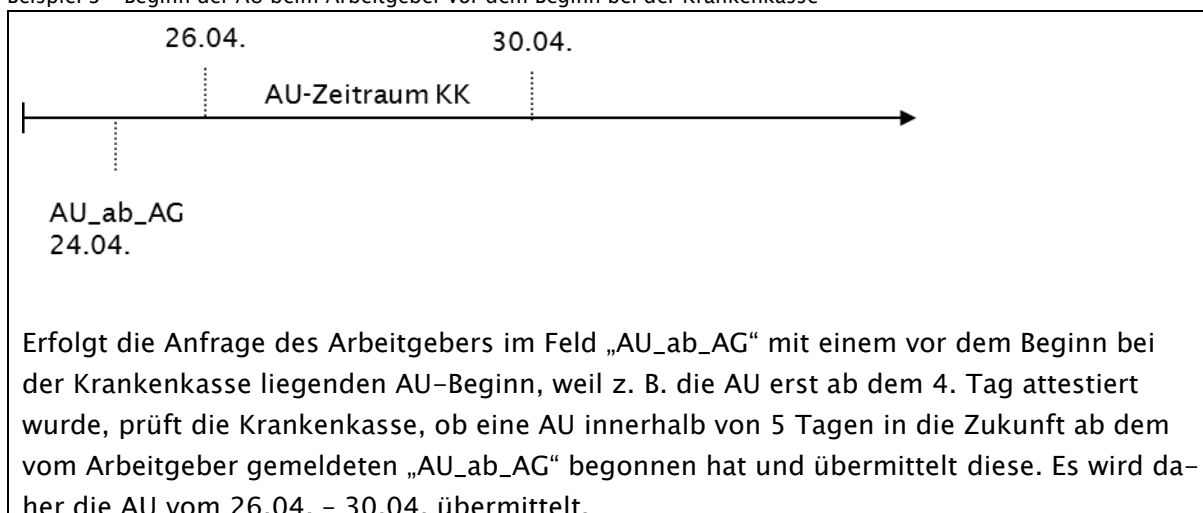 Beispiel 3 – Beginn der AU beim Arbeitgeber vor dem Beginn bei der Krankenkasse
26.04. 30.04.
AU-Zeitraum KK
AU_ab_AG
24.04.
Erfolgt die Anfrage des Arbeitgebers im Feld „AU_ab_AG“ mit einem vor dem Beginn bei
der Krankenkasse liegenden AU-Beginn, weil z. B. die AU erst ab dem 4. Tag attestiert
wurde, prüft die Krankenkasse, ob eine AU innerhalb von 5 Tagen in die Zukunft ab dem
vom Arbeitgeber gemeldeten „AU_ab_AG“ begonnen hat und übermittelt diese. Es wird da-
her die AU vom 26.04. – 30.04. übermittelt.